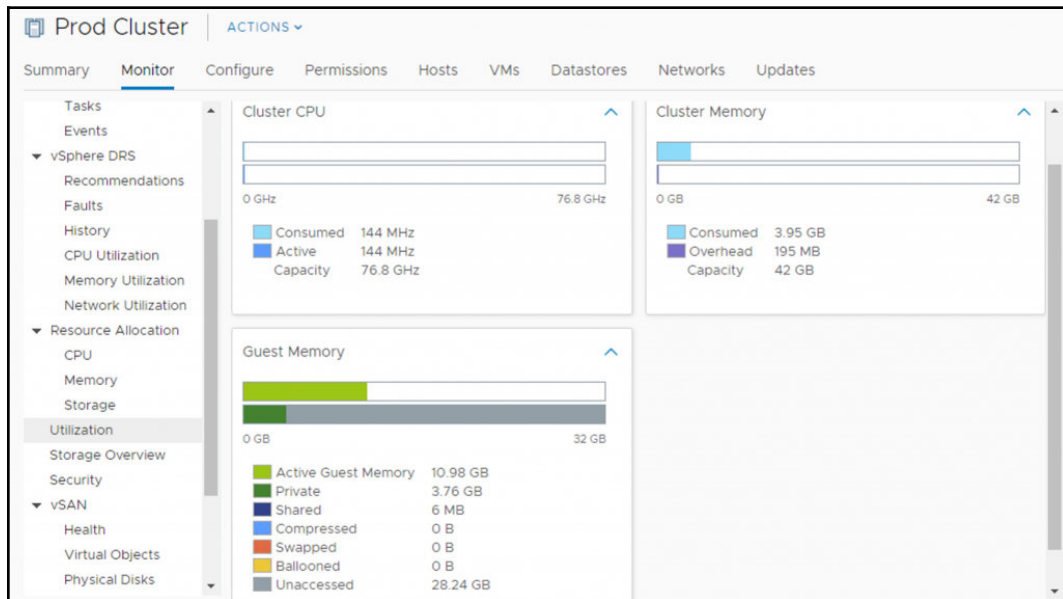 Prod Cluster ACTIONS
Summary Monitor Configure Permissions Hosts VMs Datastores Networks Updates
Tasks
Events
vSphere DRS
Recommendations
Faults
History
CPU Utilization
Memory Utilization
Network Utilization
Resource Allocation
CPU
Memory
Storage
Utilization
Storage Overview
Security
vSAN
Health
Virtual Objects
Physical Disks
Cluster CPU
0 GHz 76.8 GHz
Consumed 144 MHz
Active 144 MHz
Capacity 76.8 GHz
Cluster Memory
0 GB 42 GB
Consumed 3.95 GB
Overhead 195 MB
Capacity 42 GB
Guest Memory
0 GB 32 GB
Active Guest Memory 10.98 GB
Private 3.76 GB
Shared 6 MB
Compressed 0 B
Swapped 0 B
Ballooned 0 B
Unaccessed 28.24 GB